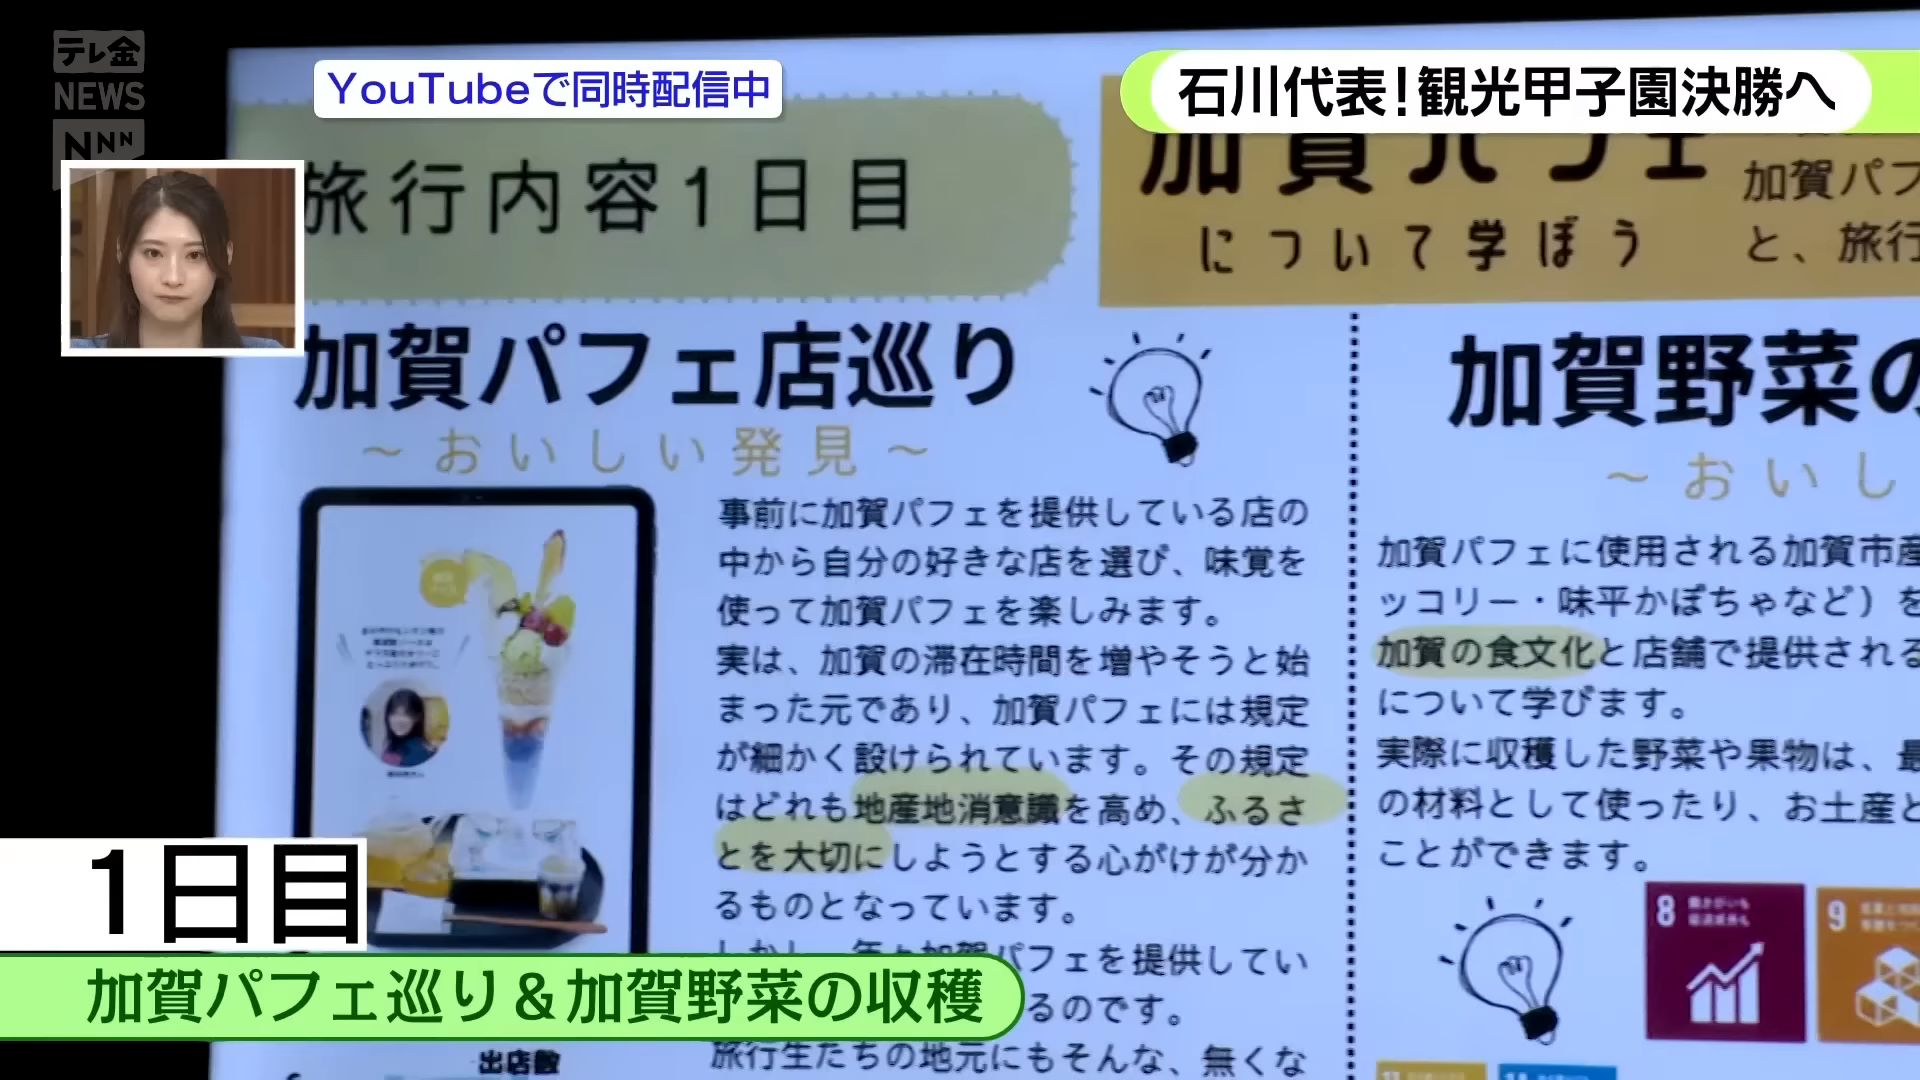 テレ金
NEWS
NNN
YouTubeで同時配信中
石川代表!観光甲子園決勝へ
旅行内容1日目
加賀パフェ
について学ぼう
加賀パフ
と、旅行
加賀パフェ店巡り
～おいしい発見～
事前に加賀パフェを提供している店の
中から自分の好きな店を選び、味覚を
使って加賀パフェを楽しみます。
実は、加賀の滞在時間を増やそうと始
まった元であり、加賀パフェには規定
が細かく設けられています。その規定
はどれも地産地消意識を高め、ふるさ
とを大切にしようとする心がけが分か
るものとなっています。
パフェを提供してい
るのです。
旅行生たちの地元にもそんな、無くな
出店数
加賀野菜の
～おいし
加賀パフェに使用される加賀市産
ッコリー・味平かぼちゃなど）を
加賀の食文化と店舗で提供される
について学びます。
実際に収穫した野菜や果物は、最
の材料として使ったり、お土産と
ことができます。
8
9
1日目
加賀パフェ巡り＆加賀野菜の収穫